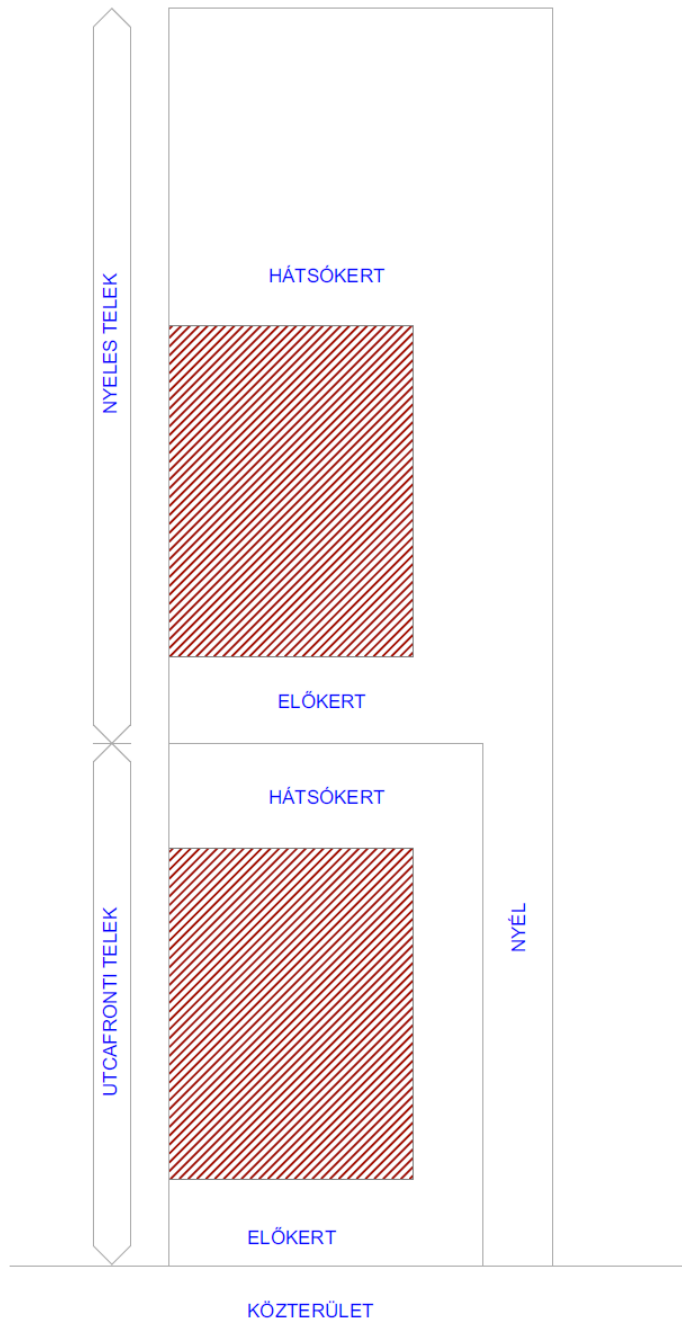 HÁTSÓKERT
NYELES TELEK
ELŐKERT
HÁTSÓKERT
NYÉL
UTCAFRONTI TELEK
ELŐKERT
KÖZTERÜLET